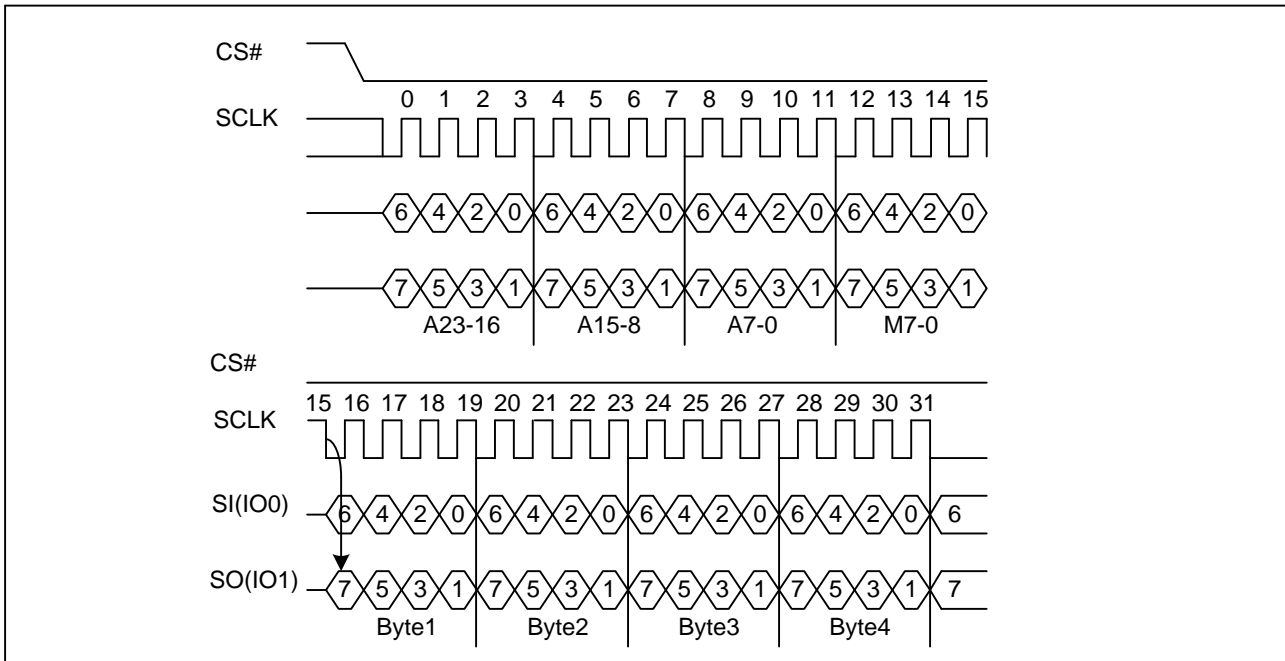 CS#
0 1 2 3 4 5 6 7 8 9 10 11 12 13 14 15
SCLK
6 4 2 0 6 4 2 0 6 4 2 0 6 4 2 0
7 5 3 1 7 5 3 1 7 5 3 1 7 5 3 1
A23-16 A15-8 A7-0 M7-0
CS#
15 16 17 18 19 20 21 22 23 24 25 26 27 28 29 30 31
SCLK
SI(IO0) 6 4 2 0 6 4 2 0 6 4 2 0 6 4 2 0 6
SO(IO1) 7 5 3 1 7 5 3 1 7 5 3 1 7 5 3 1 7
Byte1 Byte2 Byte3 Byte4